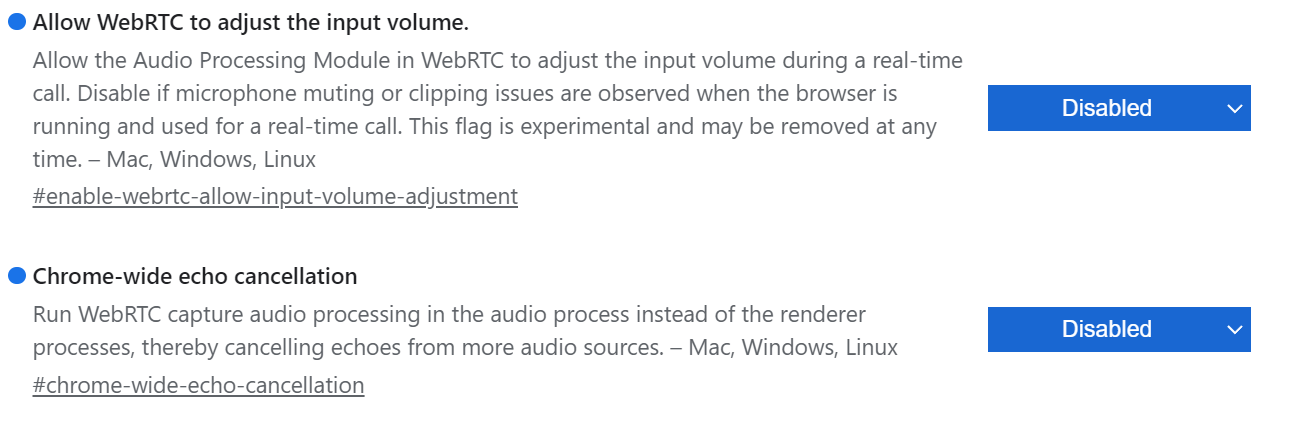 Allow WebRTC to adjust the input volume.
Allow the Audio Processing Module in WebRTC to adjust the input volume during a real-time
call. Disable if microphone muting or clipping issues are observed when the browser is
running and used for a real-time call. This flag is experimental and may be removed at any
time. – Mac, Windows, Linux
#enable-webrtc-allow-input-volume-adjustment
Disabled
Chrome-wide echo cancellation
Run WebRTC capture audio processing in the audio process instead of the renderer
processes, thereby cancelling echoes from more audio sources. – Mac, Windows, Linux
#chrome-wide-echo-cancellation
Disabled